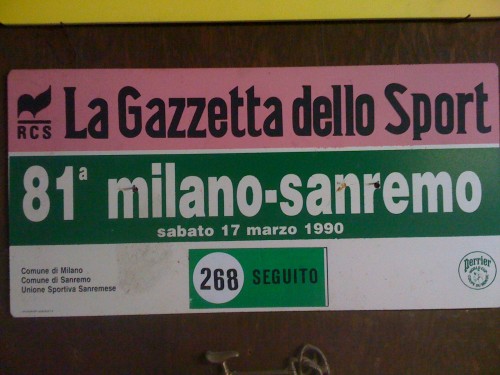 RCS
La Gazzetta dello Sport
81ª milano-sanremo
sabato 17 marzo 1990
Comune di Milano
Comune di Sanremo
Unione Sportiva Sanremese
268 SEGUITO
Perrier